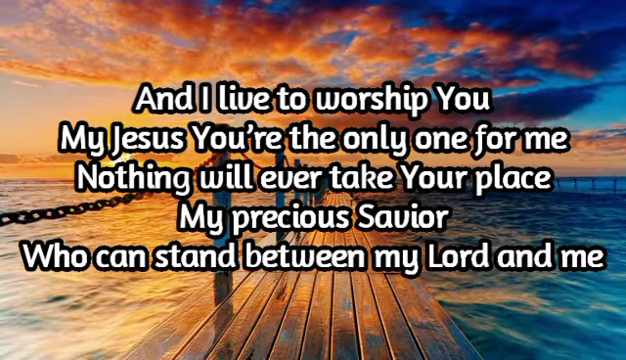 And I live to worship You
My Jesus You're the only one for me
Nothing will ever take Your place
My precious Savior
Who can stand between my Lord and me